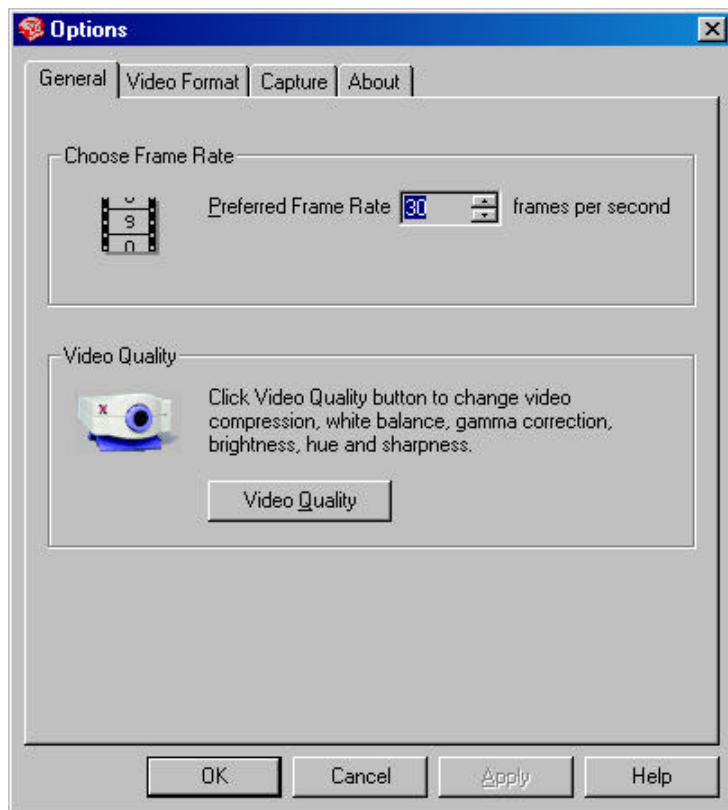 Options
General Video Format Capture About
Choose Frame Rate
Preferred Frame Rate 30 frames per second
9
0
Video Quality
X
Click Video Quality button to change video
compression, white balance, gamma correction,
brightness, hue and sharpness.
Video Quality
OK Cancel Apply Help